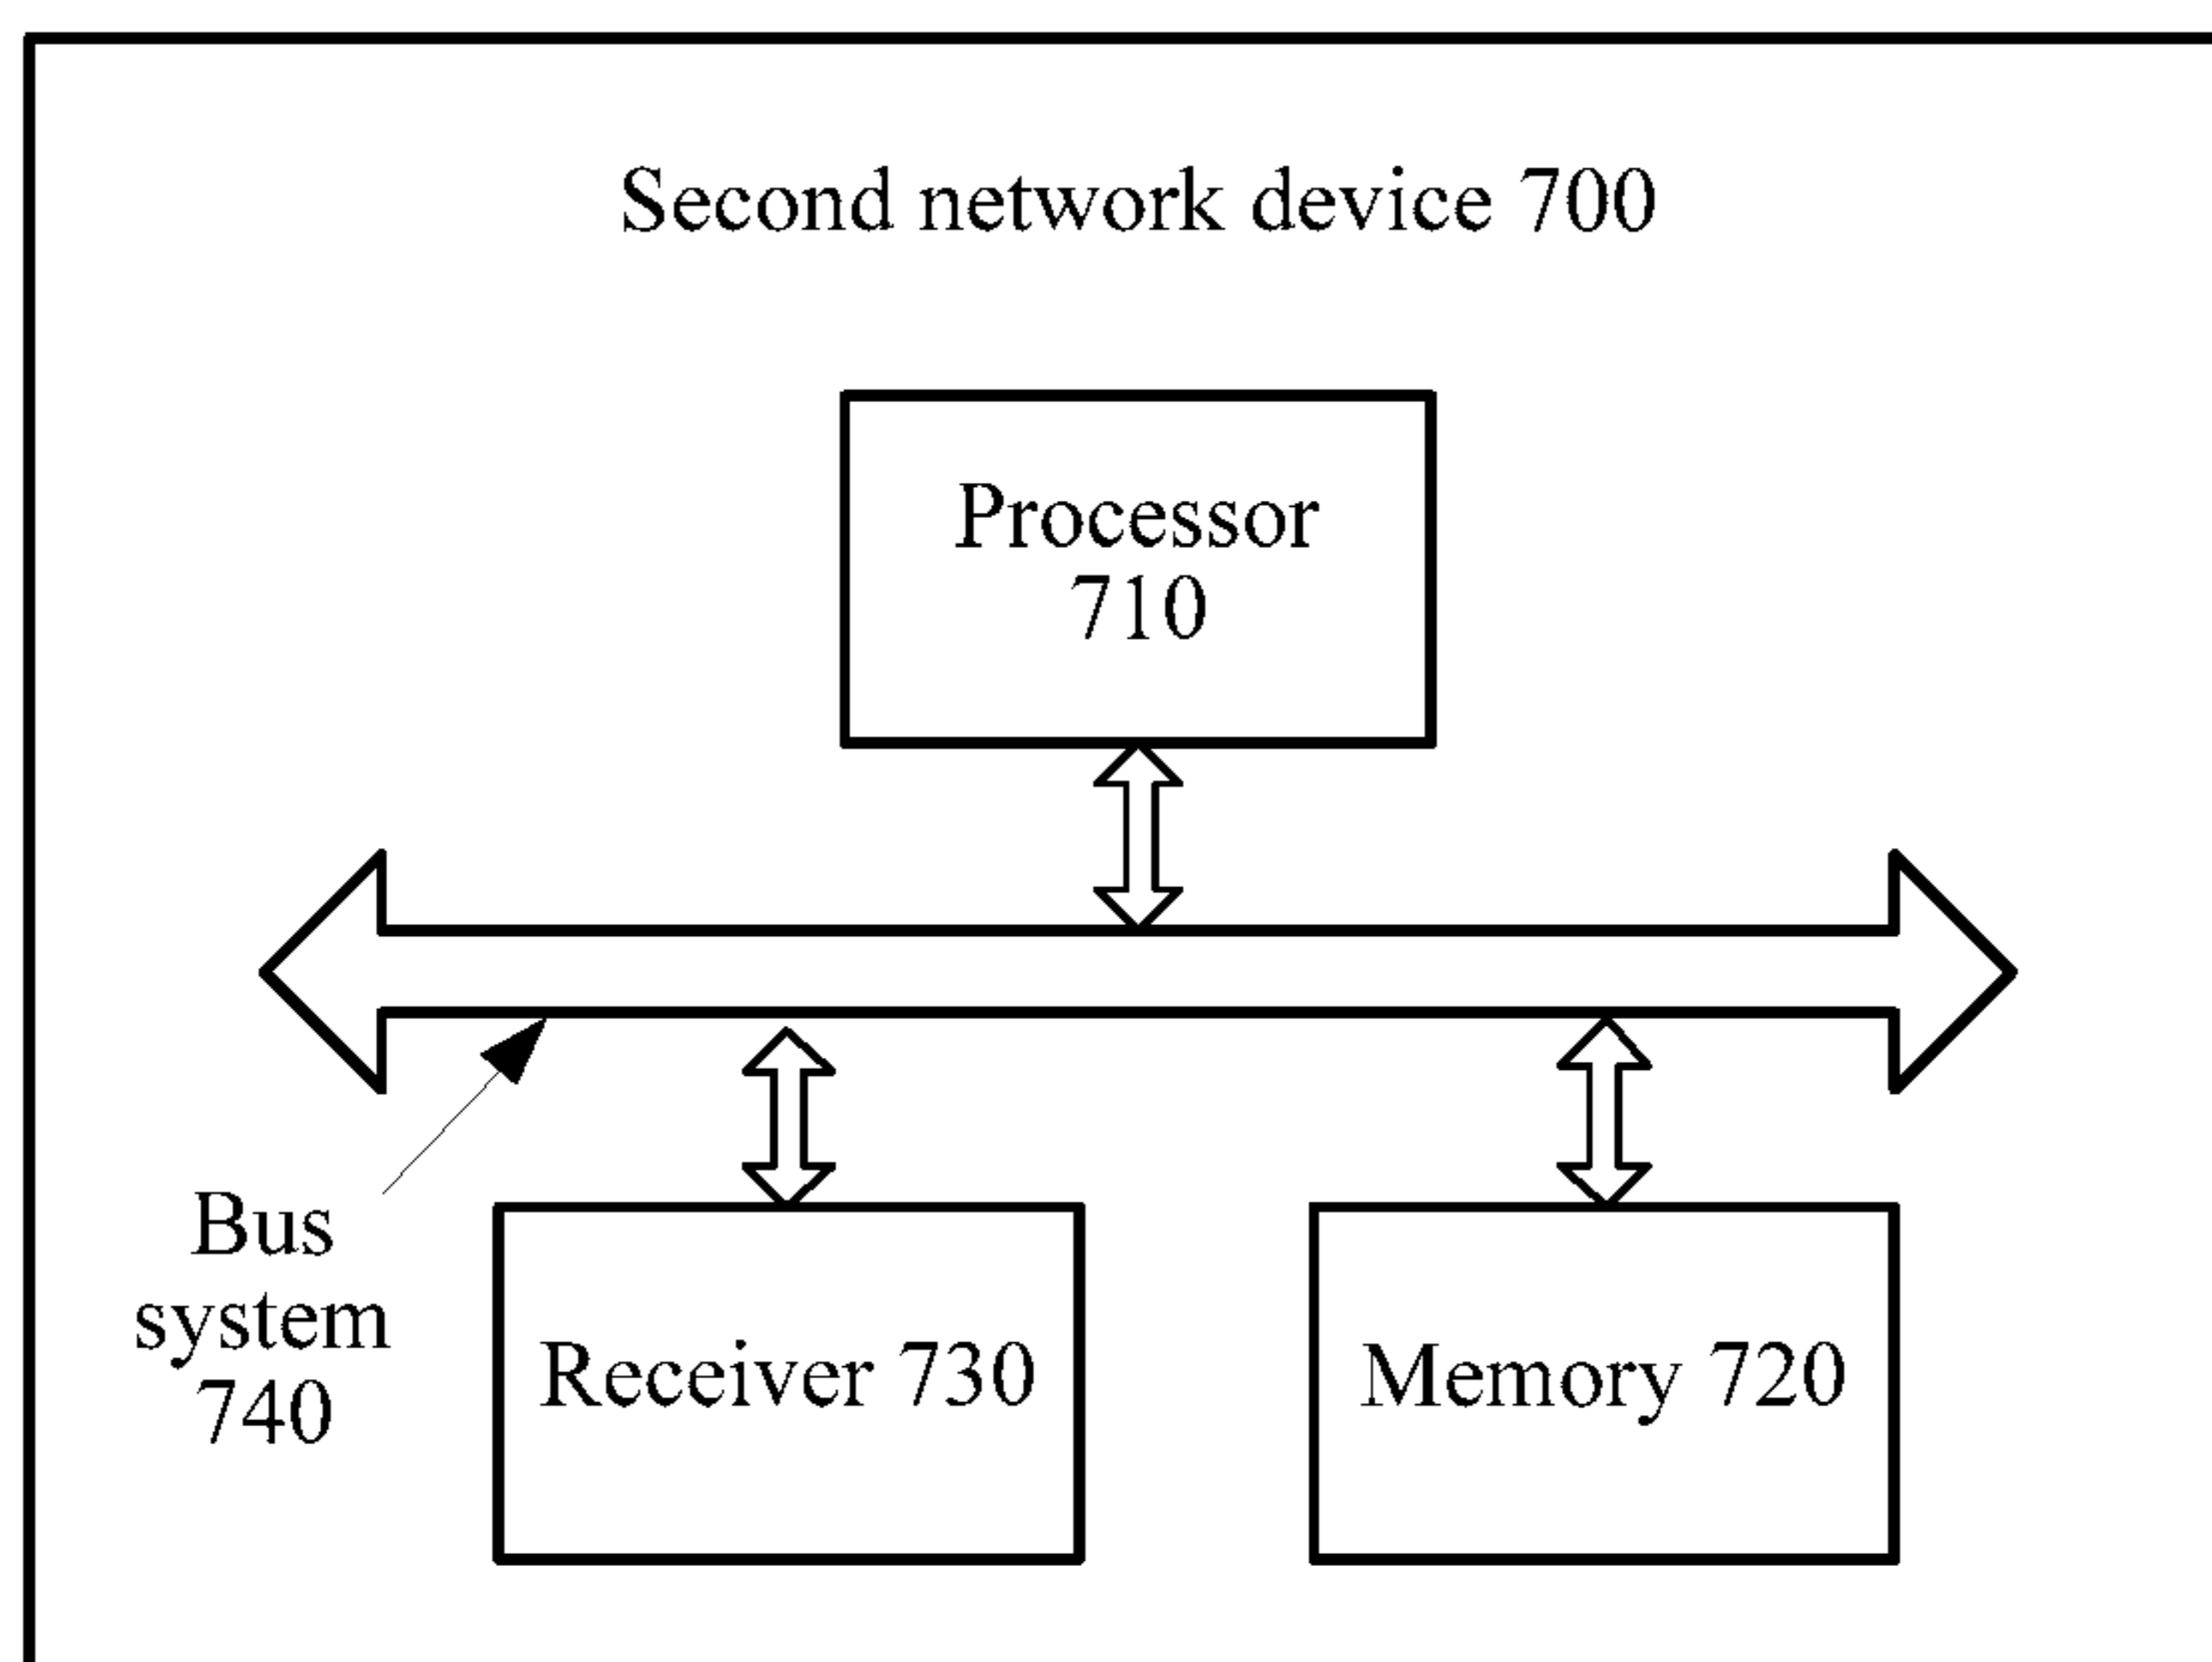 Second network device 700
Processor
710
Bus
system
740
Receiver 730
Memory 720